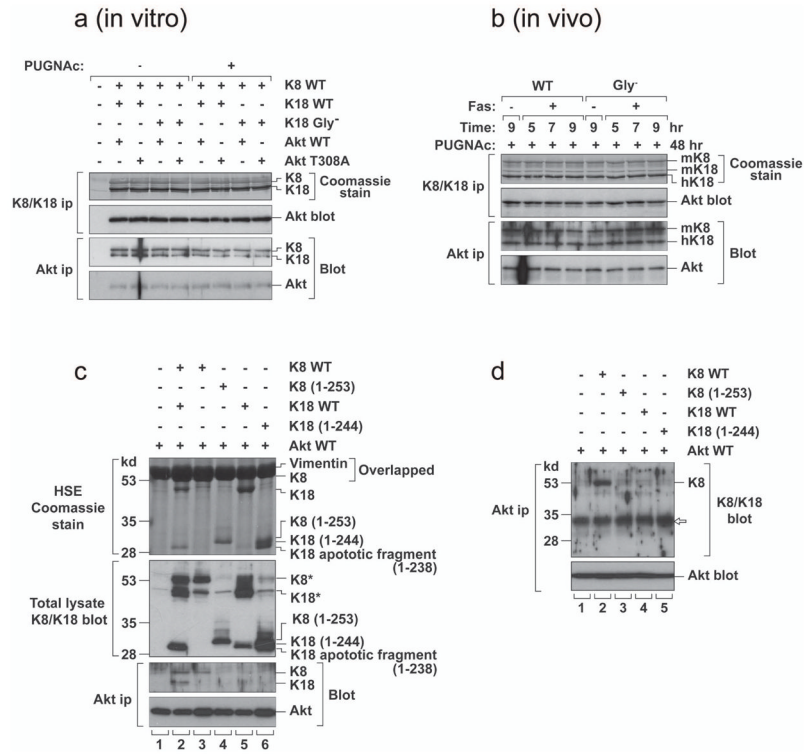 a (in vitro)
PUGNAc: - +
- + + + + + + + + K8 WT
- + + - - + + - - K18 WT
- - - + + - - + + K18 Gly-
- + - + - + - + - Akt WT
- - + - + - + - + Akt T308A
K8/K18 ip
K8
K18
Coomassie
stain
Akt blot
Akt ip
K8
K18
Akt
Blot
b (in vivo)
WT Gly-
Fas: - + - +
Time: 9 5 7 9 9 5 7 9 hr
PUGNAc: + + + + + + + + 48 hr
K8/K18 ip
mK8
mK18
hK18
Coomassie
stain
Akt blot
Akt ip
mK8
hK18
Akt
Blot
c
- + + - - - K8 WT
- - - + - - K8 (1-253)
- + - - + - K18 WT
- - - - - + K18 (1-244)
+ + + + + + Akt WT
kd
53
35
28
HSE
Coomassie
stain
Vimentin
K8
Overlapped
K18
K8 (1-253)
K18 (1-244)
K18 apototic fragment
(1-238)
Total lysate
K8/K18 blot
53
35
28
K8*
K18*
K8 (1-253)
K18 (1-244)
K18 apototic fragment
(1-238)
Akt ip
K8
K18
Akt
Blot
1 2 3 4 5 6
d
- + - - - K8 WT
- - + - - K8 (1-253)
- - - + - K18 WT
- - - - + K18 (1-244)
+ + + + + Akt WT
kd
53
35
28
Akt ip
K8
K8/K18
blot
Akt blot
1 2 3 4 5